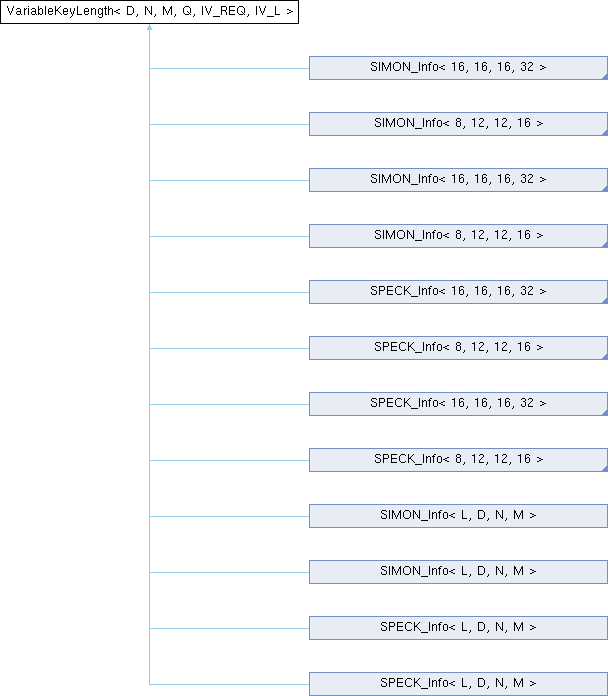 VariableKeyLength< D, N, M, Q, IV_REQ, IV_L >
SIMON_Info< 16, 16, 16, 32 >
SIMON_Info< 8, 12, 12, 16 >
SIMON_Info< 16, 16, 16, 32 >
SIMON_Info< 8, 12, 12, 16 >
SPECK_Info< 16, 16, 16, 32 >
SPECK_Info< 8, 12, 12, 16 >
SPECK_Info< 16, 16, 16, 32 >
SPECK_Info< 8, 12, 12, 16 >
SIMON_Info< L, D, N, M >
SIMON_Info< L, D, N, M >
SPECK_Info< L, D, N, M >
SPECK_Info< L, D, N, M >